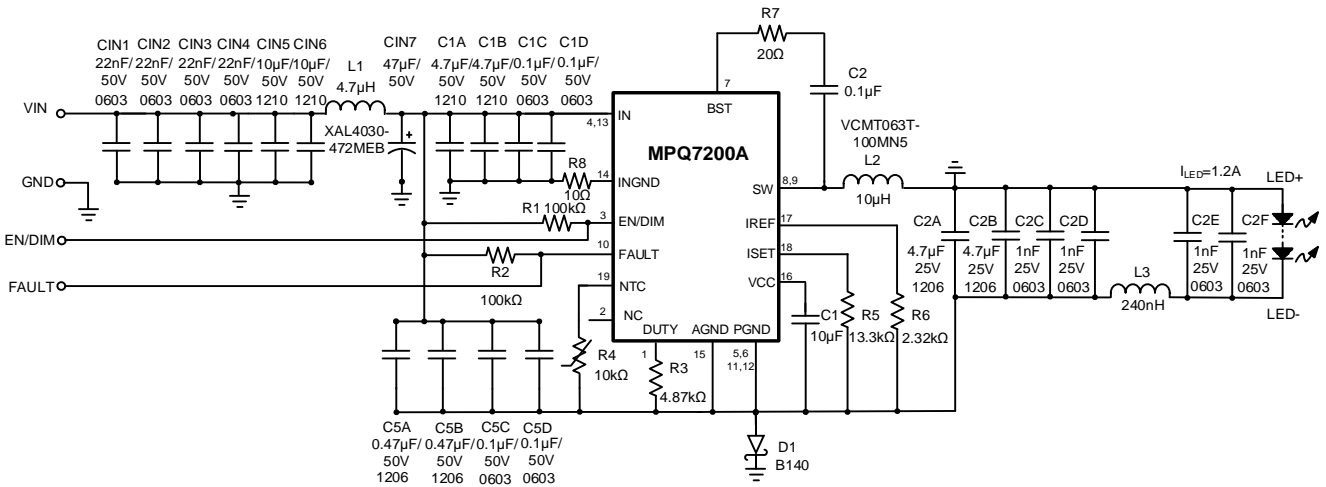 R7
20Ω
C2
0.1µF
CIN1
22nF/
50V
0603
CIN2
22nF/
50V
0603
CIN3
22nF/
50V
0603
CIN4
22nF/
50V
0603
CIN5
10µF/
50V
1210
CIN6
10µF/
50V
1210
L1
4.7µH
XAL4030-
472MEB
CIN7
47µF/
50V
+
C1A
4.7µF/
50V
1210
C1B
4.7µF/
50V
1210
C1C
0.1µF/
50V
0603
C1D
0.1µF/
50V
0603
VIN
GND
EN/DIM
FAULT
R8
10Ω
R1 100kΩ
R2
100kΩ
4,13
14
3
10
19
2
7
BST
MPQ7200A
IN
INGND
EN/DIM
FAULT
NTC
NC
SW
IREF
ISET
VCC
DUTY
AGND
PGND
8,9
17
18
16
1
15
5,6
11,12
VCMT063T-
100MN5
L2
10µH
C2A
4.7µF
25V
1206
C2B
4.7µF
25V
1206
C2C
1nF
25V
0603
C2D
1nF
25V
0603
ILED=1.2A
LED+
C2E
1nF
25V
0603
C2F
1nF
25V
0603
L3
240nH
LED-
C1
10µF
R5
13.3kΩ
R6
2.32kΩ
R4
10kΩ
R3
4.87kΩ
C5A
0.47µF/
50V
1206
C5B
0.47µF/
50V
1206
C5C
0.1µF/
50V
0603
C5D
0.1µF/
50V
0603
D1
B140